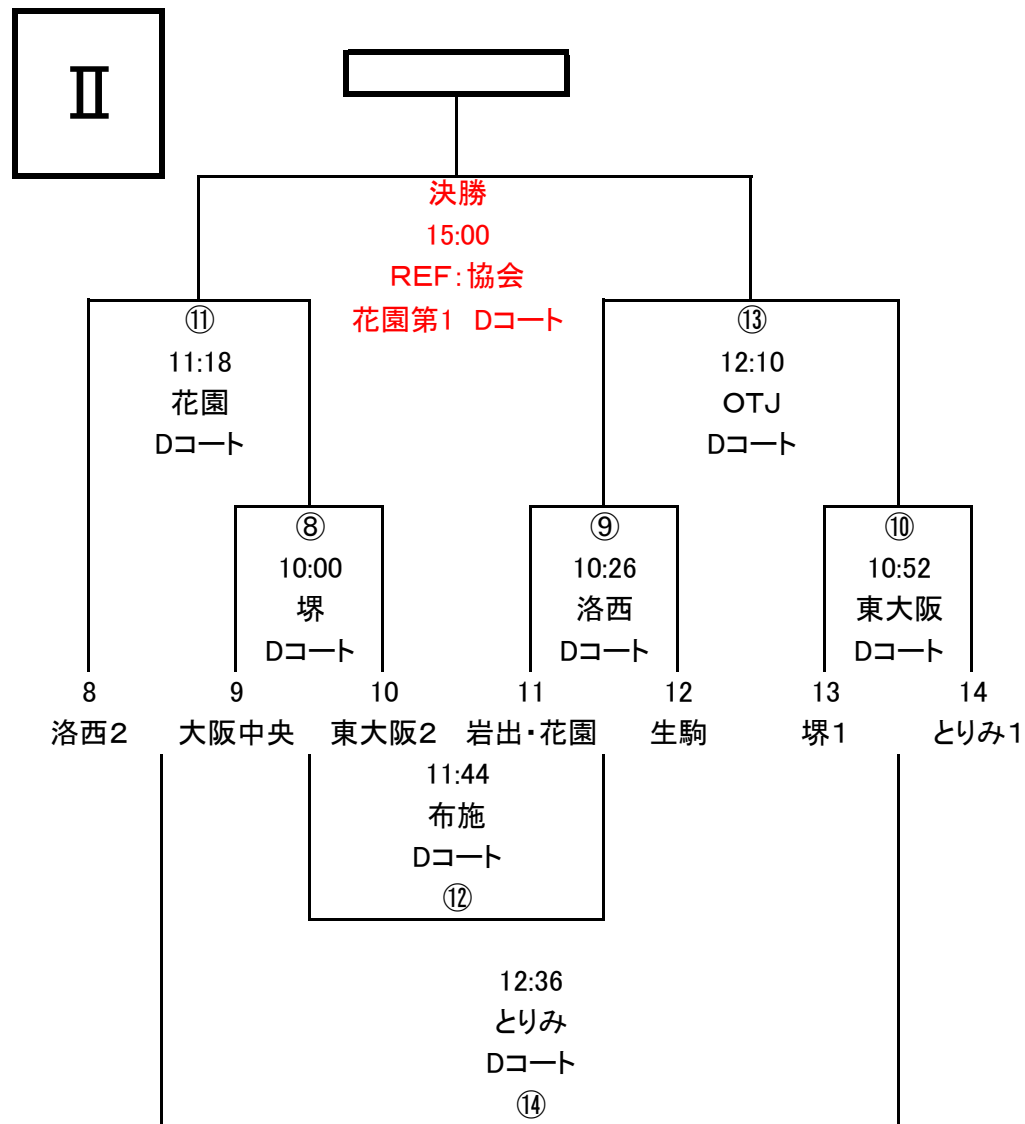 Ⅱ
決勝
15:00
REF:協会
花園第1 Dコート
⑪
11:18
花園
Dコート
⑬
12:10
OTJ
Dコート
⑧
10:00
堺
Dコート
⑨
10:26
洛西
Dコート
⑩
10:52
東大阪
Dコート
8 9 10 11 12 13 14
洛西2 大阪中央 東大阪2 岩出・花園 生駒 堺1 とりみ1
11:44
布施
Dコート
⑫
12:36
とりみ
Dコート
⑭